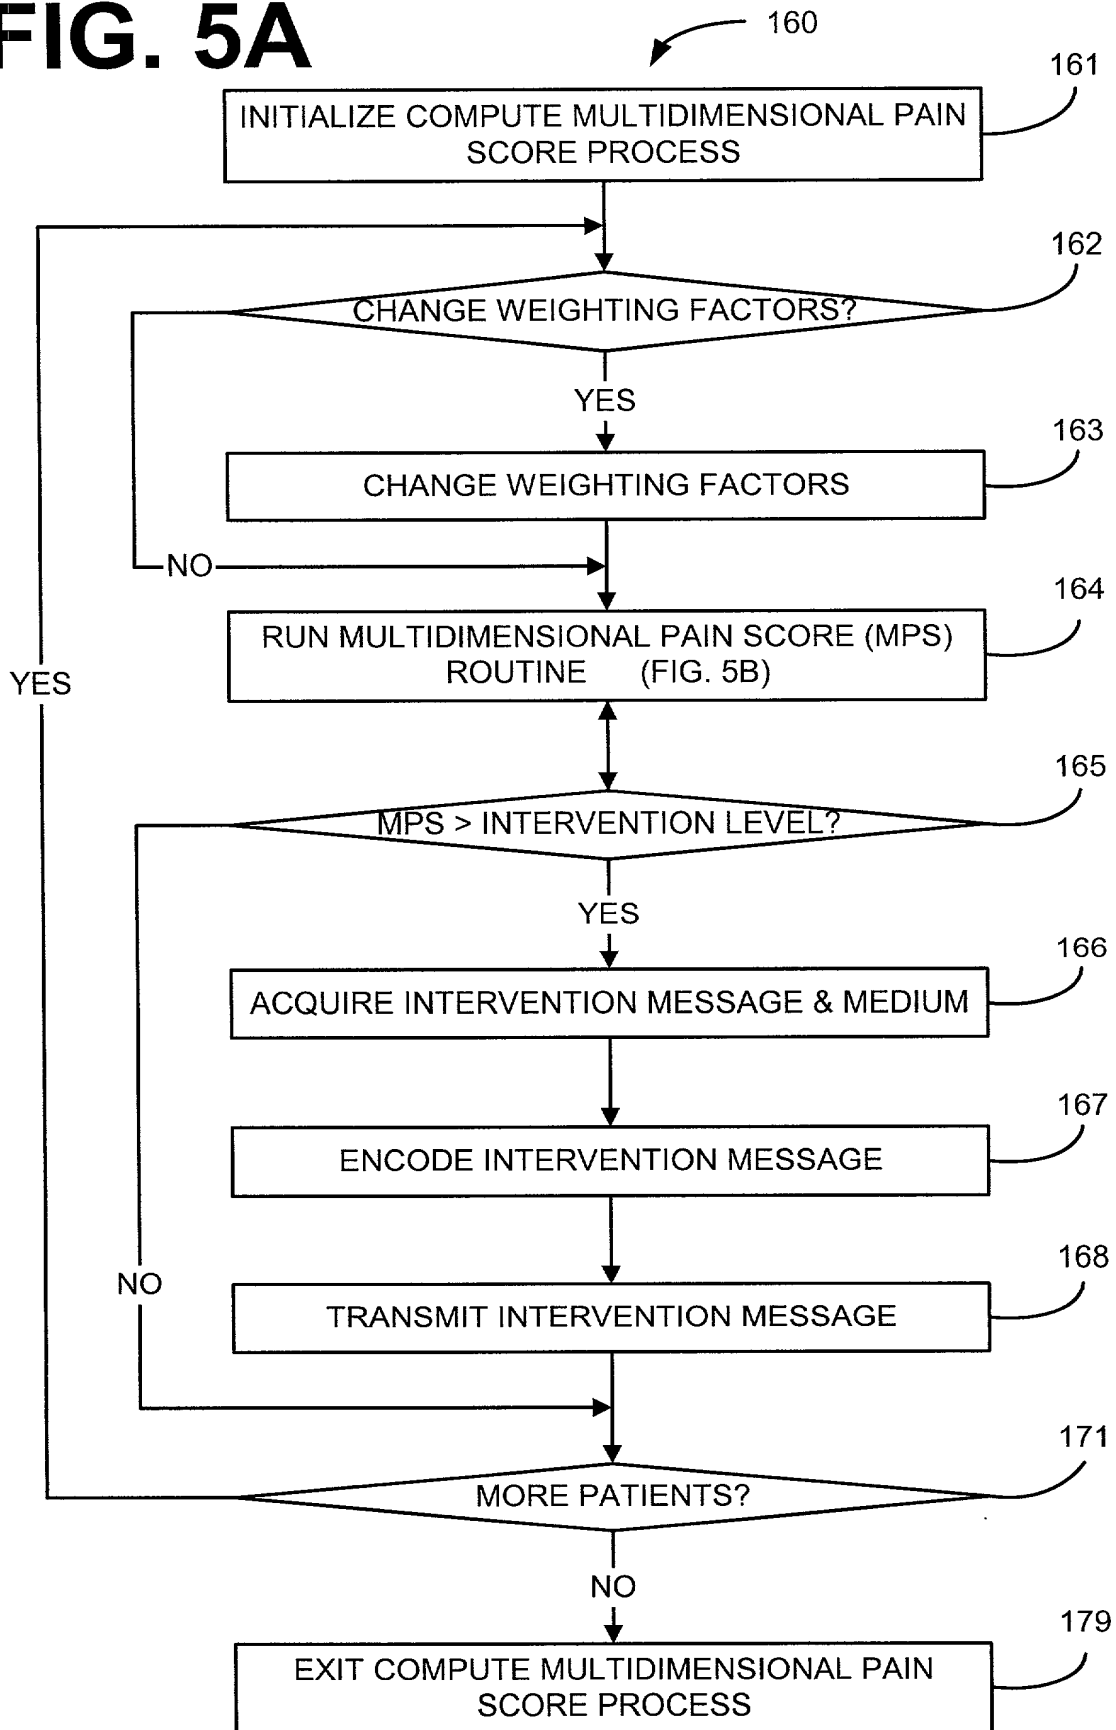 FIG. 5A
160
161
INITIALIZE COMPUTE MULTIDIMENSIONAL PAIN
SCORE PROCESS
162
CHANGE WEIGHTING FACTORS?
YES
163
CHANGE WEIGHTING FACTORS
NO
164
RUN MULTIDIMENSIONAL PAIN SCORE (MPS)
ROUTINE (FIG. 5B)
YES
165
MPS > INTERVENTION LEVEL?
YES
166
ACQUIRE INTERVENTION MESSAGE & MEDIUM
167
ENCODE INTERVENTION MESSAGE
168
NO
TRANSMIT INTERVENTION MESSAGE
171
MORE PATIENTS?
NO
179
EXIT COMPUTE MULTIDIMENSIONAL PAIN
SCORE PROCESS